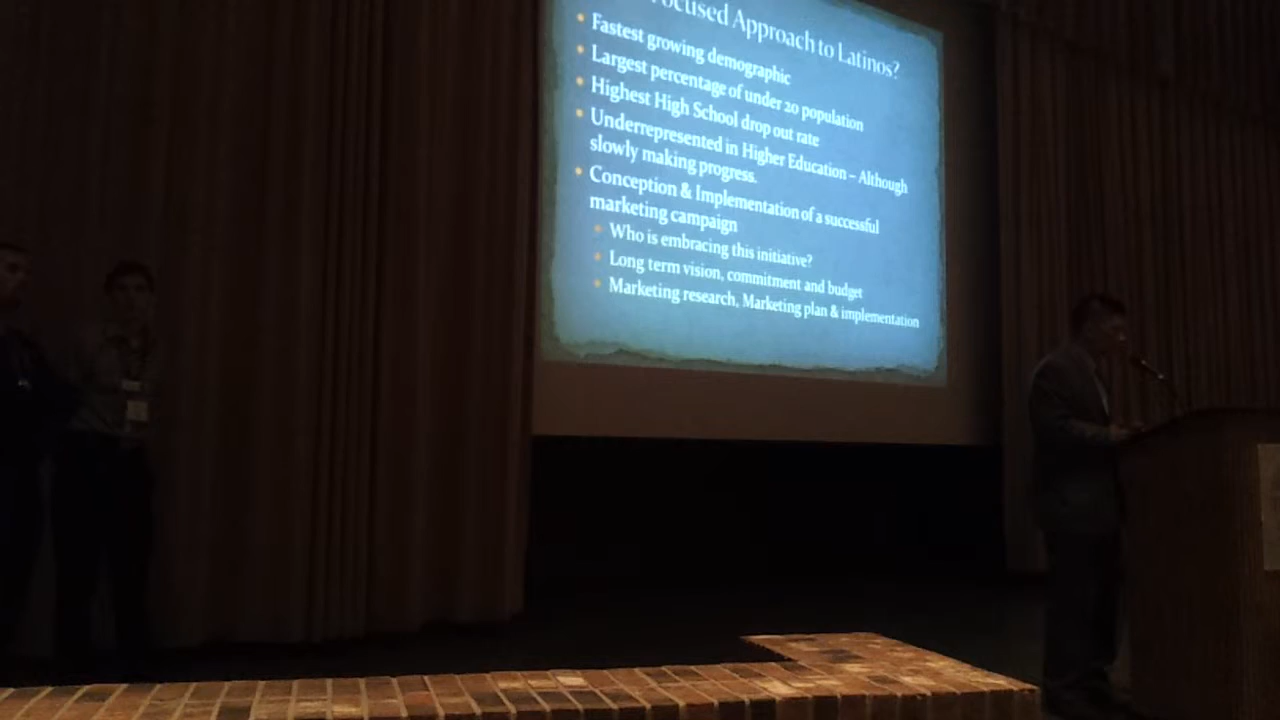 Focused Approach to Latinos?
• Fastest growing demographic
• Largest percentage of under 20 population
• Highest High School drop out rate
• Underrepresented in Higher Education – Although
slowly making progress.
• Conception & Implementation of a successful
marketing campaign
• Who is embracing this initiative?
• Long term vision, commitment and budget
• Marketing research, Marketing plan & implementation